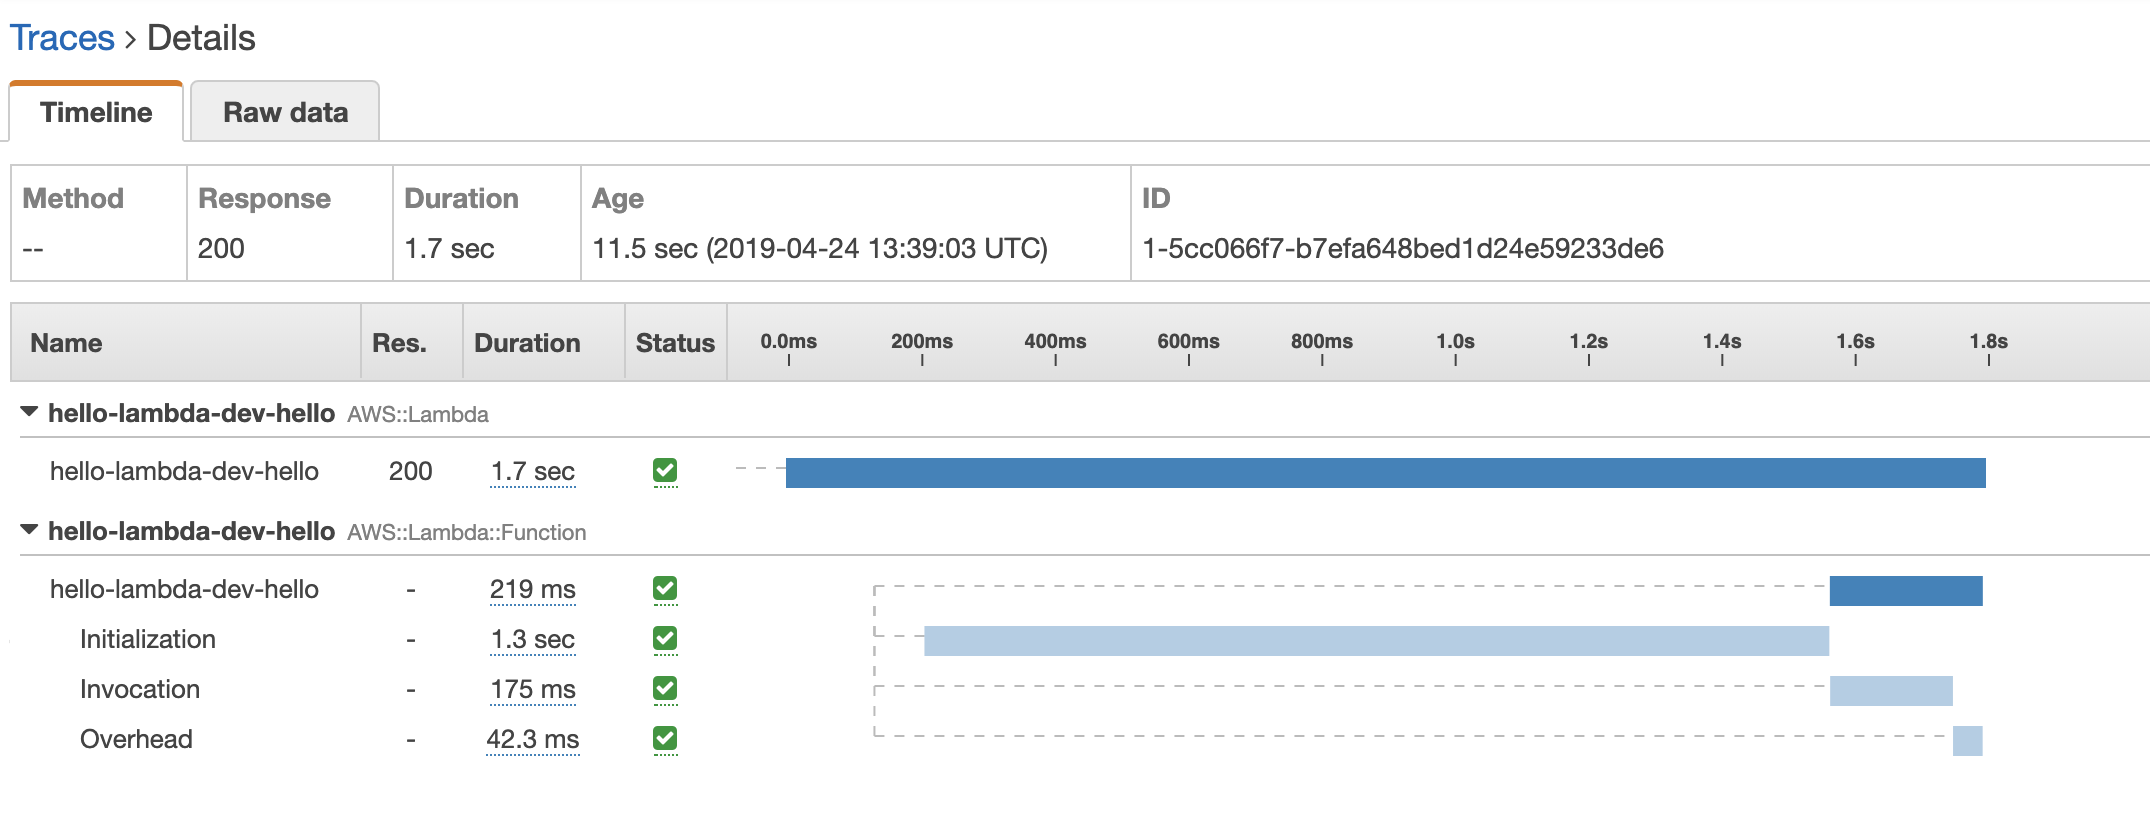 Traces > Details
Timeline Raw data
Method Response Duration Age ID
-- 200 1.7 sec 11.5 sec (2019-04-24 13:39:03 UTC) 1-5cc066f7-b7efa648bed1d24e59233de6
Name Res. Duration Status 0.0ms 200ms 400ms 600ms 800ms 1.0s 1.2s 1.4s 1.6s 1.8s
hello-lambda-dev-hello AWS::Lambda
hello-lambda-dev-hello 200 1.7 sec
hello-lambda-dev-hello AWS::Lambda::Function
hello-lambda-dev-hello - 219 ms
Initialization - 1.3 sec
Invocation - 175 ms
Overhead - 42.3 ms